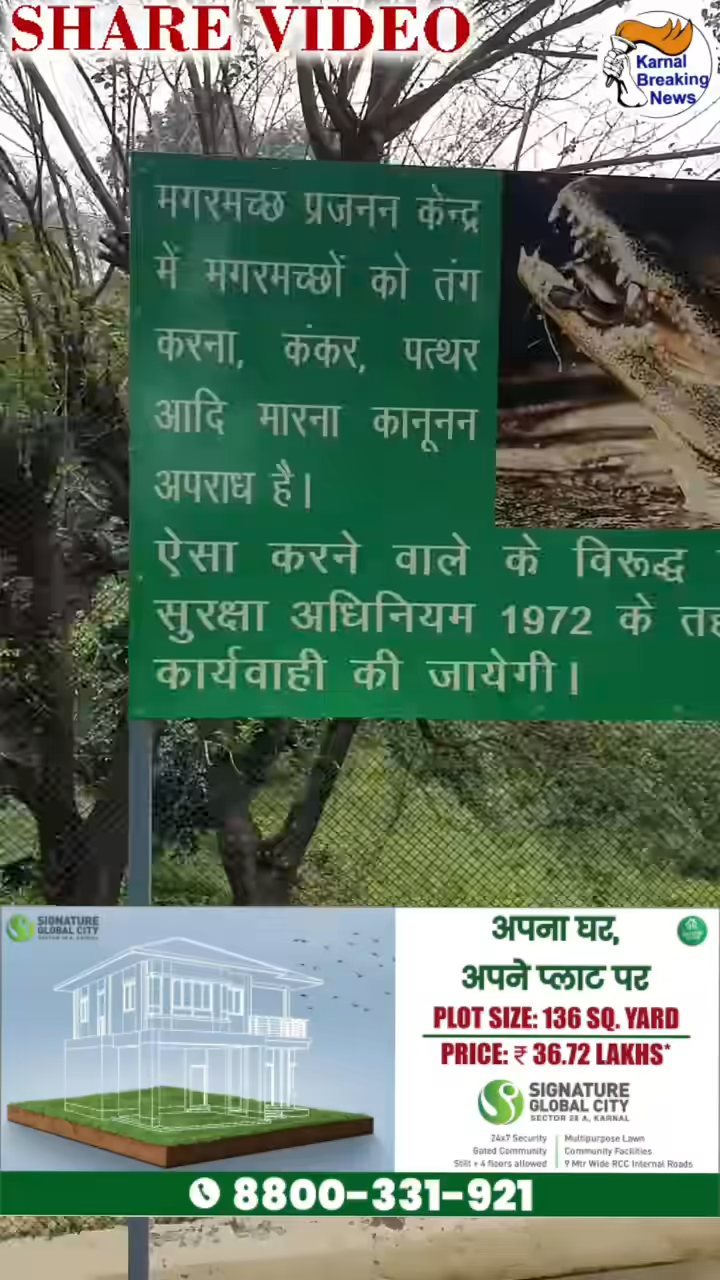 SHARE VIDEO
Karnal
Breaking
News
मगरमच्छ प्रजनन केन्द्र
में मगरमच्छों को तंग
करना, कंकर, पत्थर
आदि मारना कानूनन
अपराध है।
ऐसा करने वाले के विरूद्ध
सुरक्षा अधिनियम 1972 के
कार्यवाही की जायेगी।
SIGNATURE
GLOBAL CITY
SECTOR 28 A, KARNAL
अपना घर,
अपने प्लाट पर
PLOT SIZE: 136 SQ. YARD
PRICE: ₹ 36.72 LAKHS*
SIGNATURE
GLOBAL CITY
SECTOR 28 A, KARNAL
24x7 Security
Gated Community
Stilt + 4 floors allowed
Multipurpose Lawn
Community Facilities
9 Mtr Wide RCC Internal Roads
8800-331-921